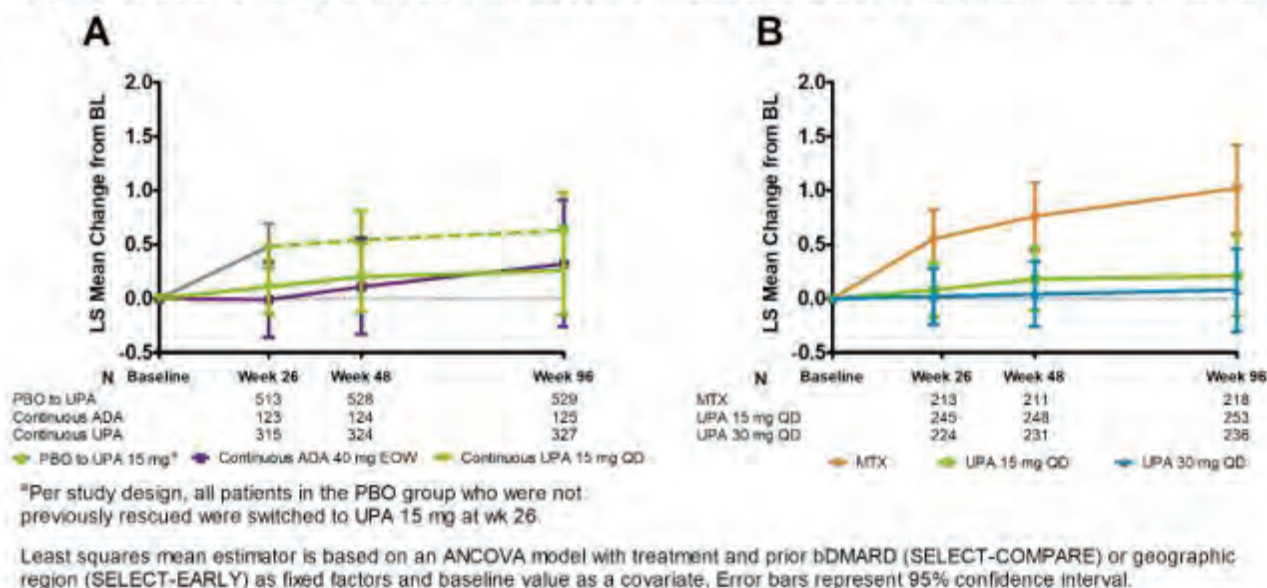 A
B
LS Mean Change from BL
2.0
1.5
1.0
0.5
0.0
-0.5
LS Mean Change from BL
2.0
1.5
1.0
0.5
0.0
-0.5
N Baseline Week 26 Week 48 Week 96
PBO to UPA 513 528 529
Continuous ADA 123 124 125
Continuous UPA 315 324 327
PBO to UPA 15 mgª Continuous ADA 40 mg EOW Continuous UPA 15 mg QD
N Baseline Week 26 Week 48 Week 96
MTX 213 211 218
UPA 15 mg QD 245 248 253
UPA 30 mg QD 224 231 236
MTX UPA 15 mg QD UPA 30 mg QD
ªPer study design, all patients in the PBO group who were not
previously rescued were switched to UPA 15 mg at wk 26.
Least squares mean estimator is based on an ANCOVA model with treatment and prior bDMARD (SELECT-COMPARE) or geographic
region (SELECT-EARLY) as fixed factors and baseline value as a covariate. Error bars represent 95% confidence interval.